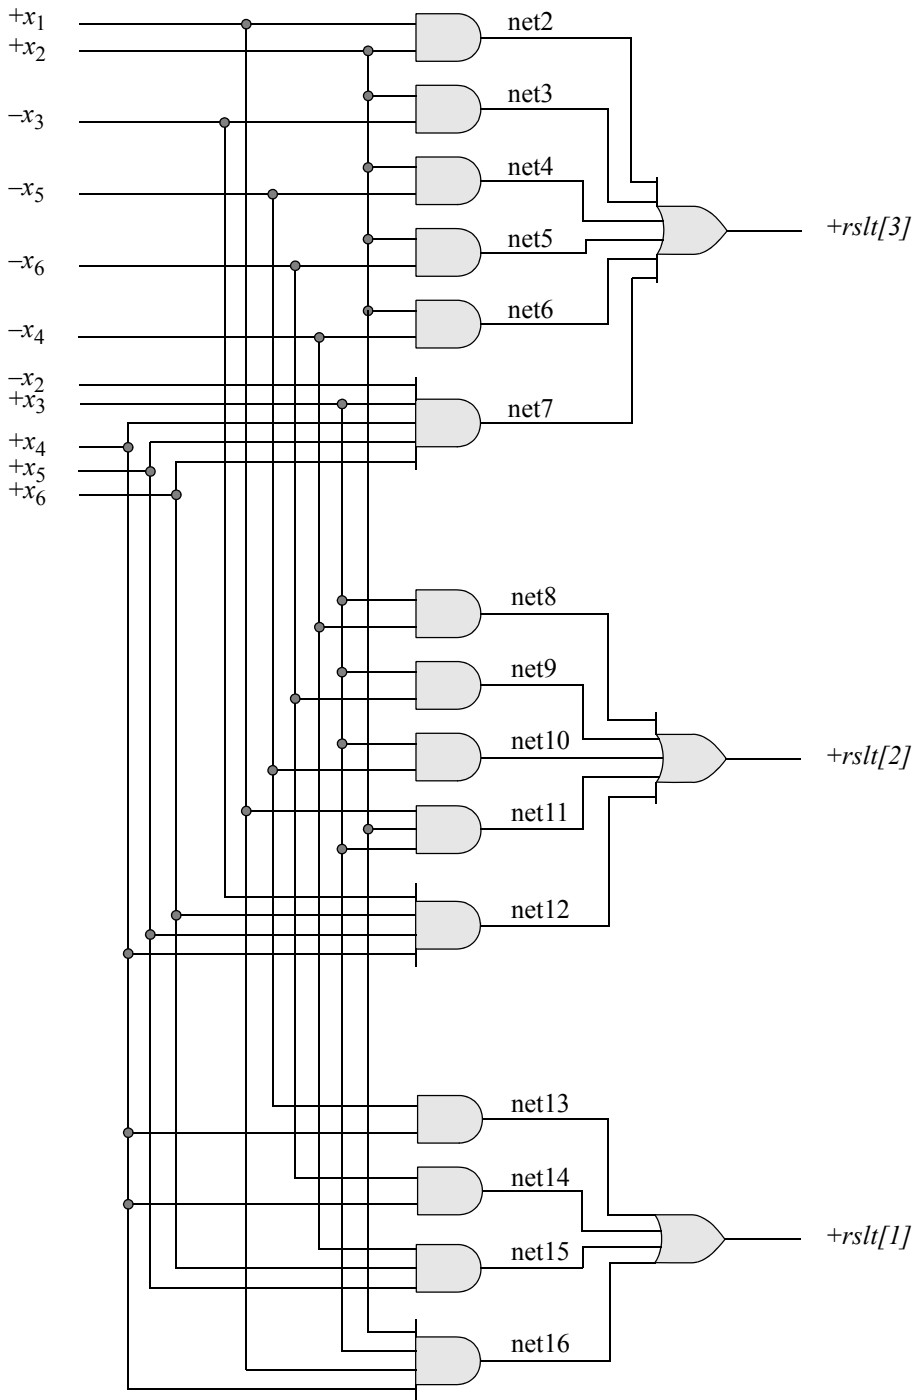 +x₁
+x₂
net2
net3
–x₃
net4
–x₅
net5
+rslt[3]
–x₆
net6
–x₄
–x₂
+x₃
net7
+x₄
+x₅
+x₆
net8
net9
net10
+rslt[2]
net11
net12
net13
net14
+rslt[1]
net15
net16